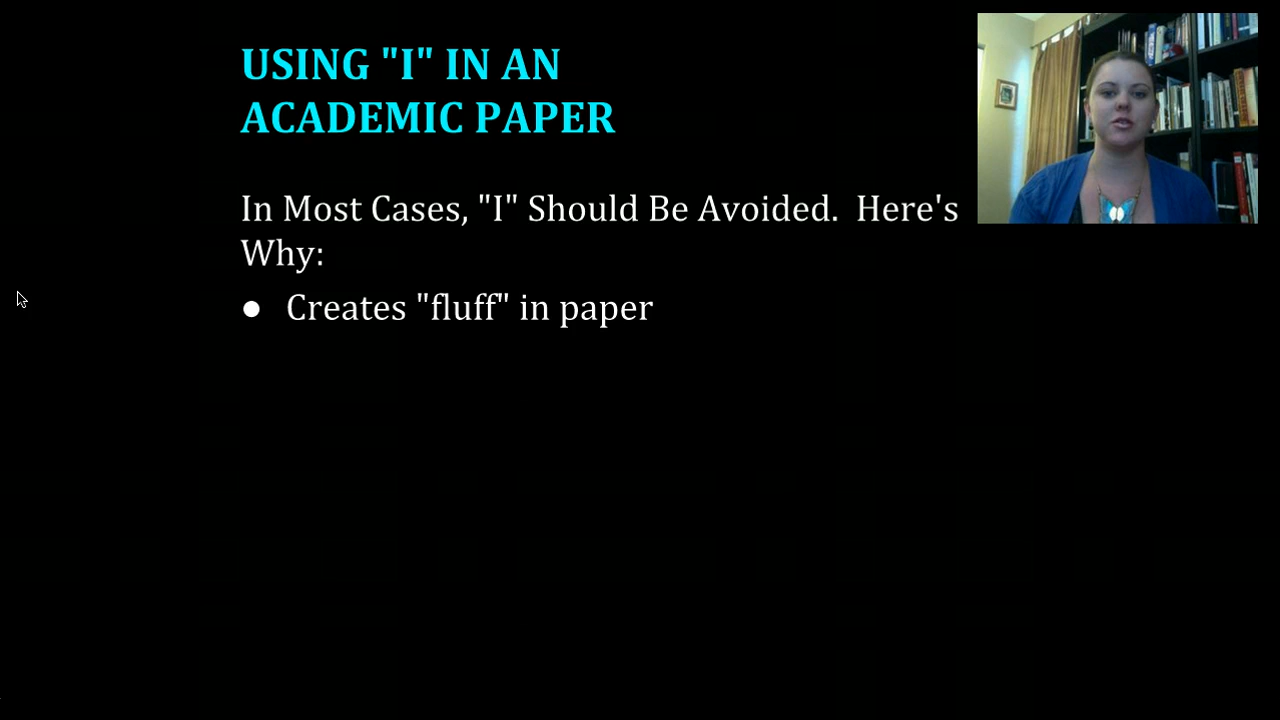 USING "I" IN AN
ACADEMIC PAPER
In Most Cases, "I" Should Be Avoided.  Here's
Why:
● Creates "fluff" in paper